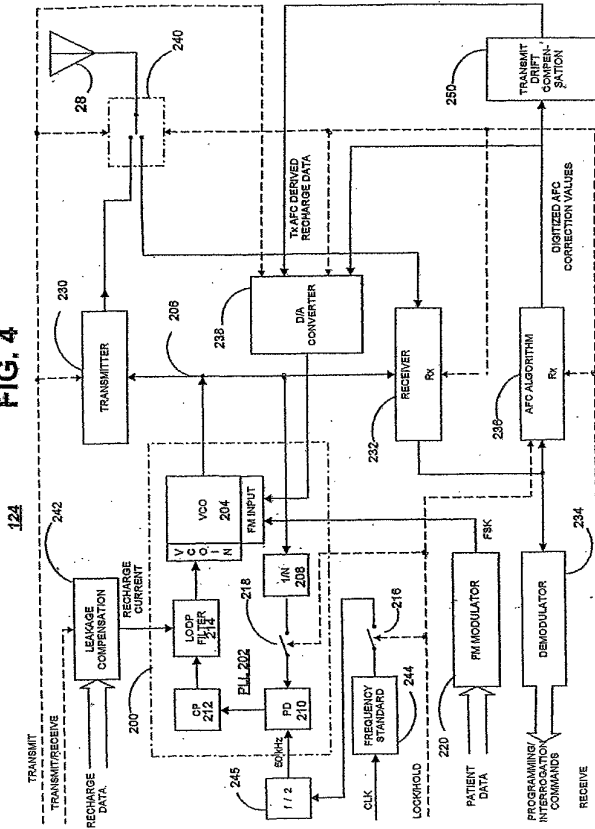 FIG. 4
124
TRANSMIT
TRANSMIT/RECEIVE
RECHARGE
DATA
242
LEAKAGE
COMPENSATION
RECHARGE
CURRENT
230
TRANSMITTER
28
240
206
200
LOOP
FILTER
214
V
C
O
I
N
VCO
204
FM INPUT
238
D/A
CONVERTER
Tx AFC DERIVED
RECHARGE DATA
250
TRANSMIT
DRIFT
COMPEN-
SATION
CP
212
PLL 202
218
1/N
208
PD
210
245
f / 2
216
FREQUENCY
STANDARD
244
CLK
LOCK/HOLD
232
RECEIVER
Rx
236
AFC ALGORITHM
Rx
DIGITIZED AFC
CORRECTION VALUES
FSK
220
FM MODULATOR
PATIENT
DATA
234
DEMODULATOR
PROGRAMMING/
INTERROGATION
COMMANDS
RECEIVE